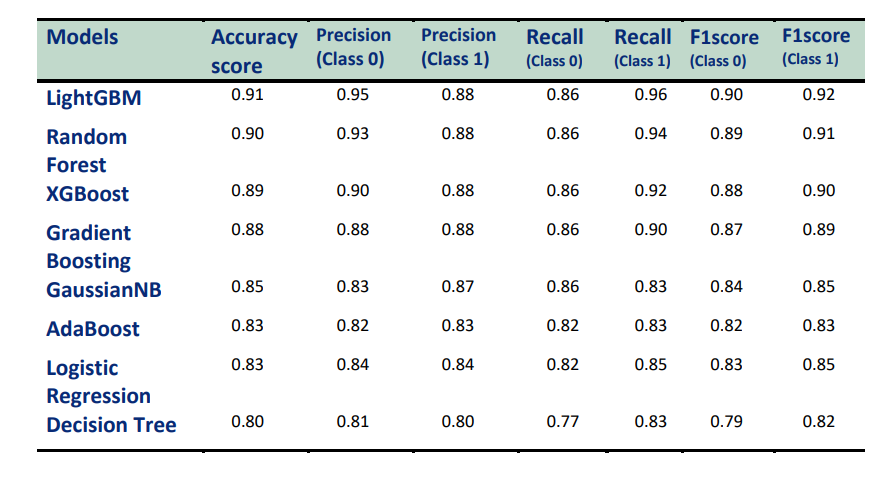 Models Accuracy score Precision (Class 0) Precision (Class 1) Recall (Class 0) Recall (Class 1) F1score (Class 0) F1score (Class 1)
LightGBM 0.91 0.95 0.88 0.86 0.96 0.90 0.92
Random Forest 0.90 0.93 0.88 0.86 0.94 0.89 0.91
XGBoost 0.89 0.90 0.88 0.86 0.92 0.88 0.90
Gradient Boosting 0.88 0.88 0.88 0.86 0.90 0.87 0.89
GaussianNB 0.85 0.83 0.87 0.86 0.83 0.84 0.85
AdaBoost 0.83 0.82 0.83 0.82 0.83 0.82 0.83
Logistic Regression 0.83 0.84 0.84 0.82 0.85 0.83 0.85
Decision Tree 0.80 0.81 0.80 0.77 0.83 0.79 0.82